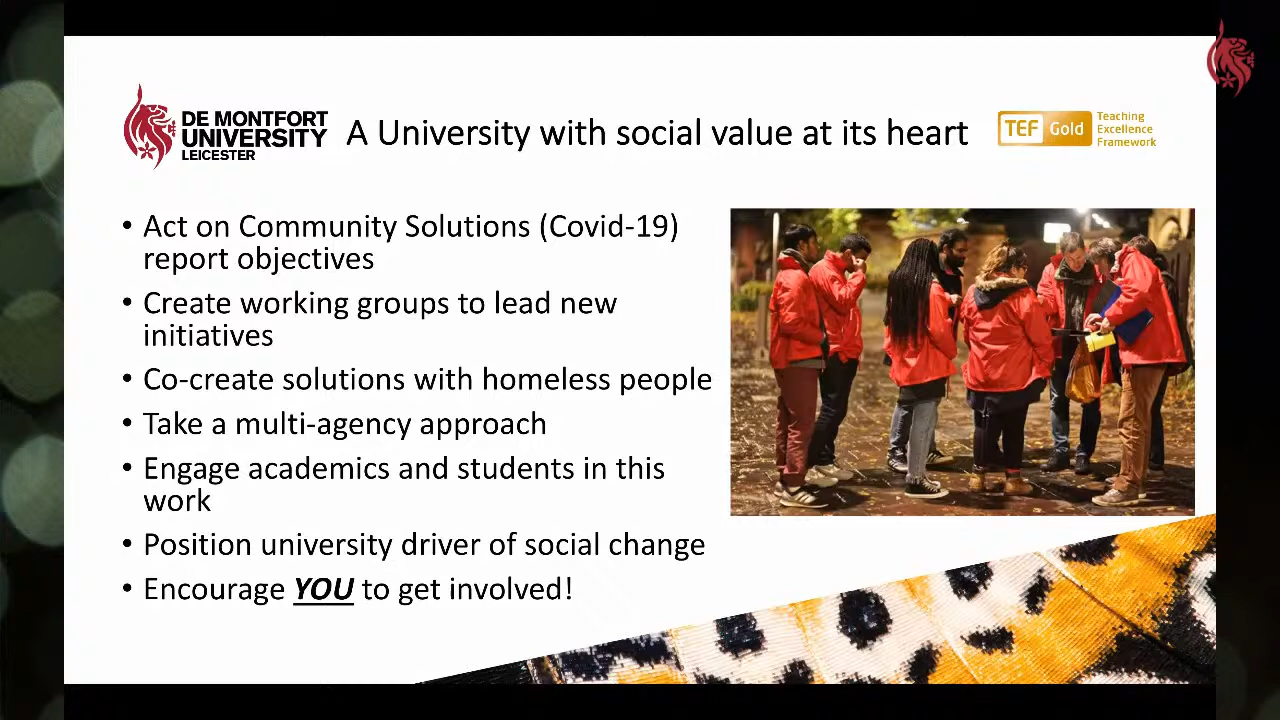 DE MONTFORT
UNIVERSITY
LEICESTER
A University with social value at its heart
TEF Gold
Teaching
Excellence
Framework
• Act on Community Solutions (Covid-19)
report objectives
• Create working groups to lead new
initiatives
• Co-create solutions with homeless people
• Take a multi-agency approach
• Engage academics and students in this
work
• Position university driver of social change
• Encourage YOU to get involved!